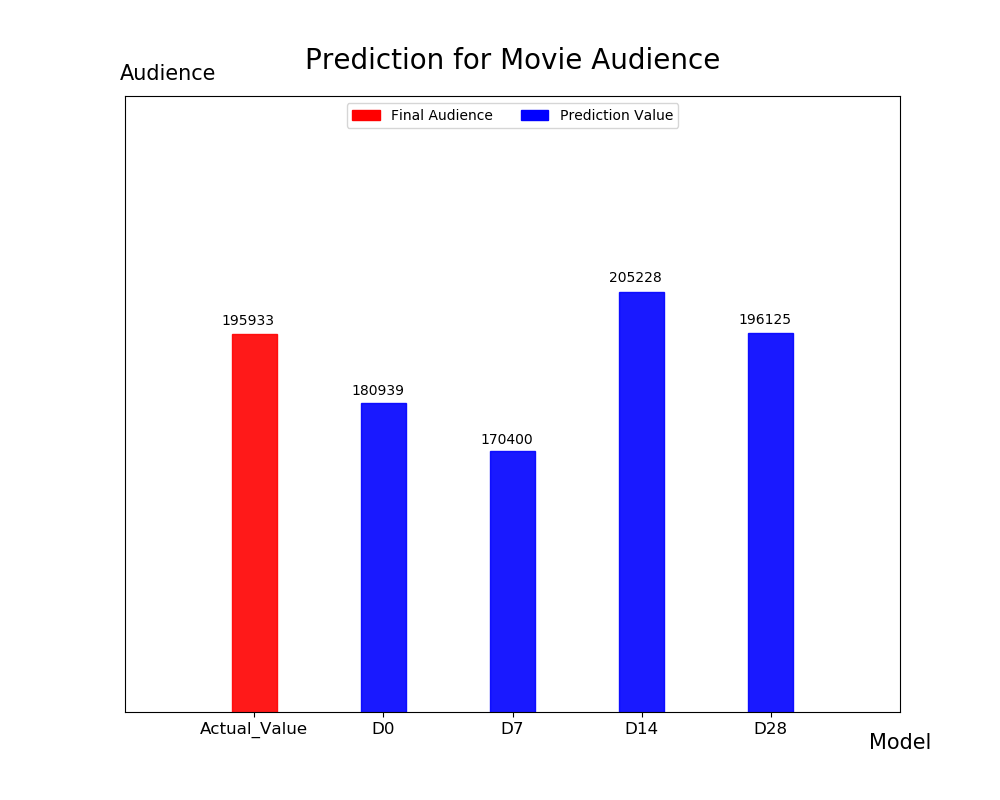 Prediction for Movie Audience
Audience
Final Audience
Prediction Value
205228
195933
196125
180939
170400
Actual_Value
D0
D7
D14
D28
Model